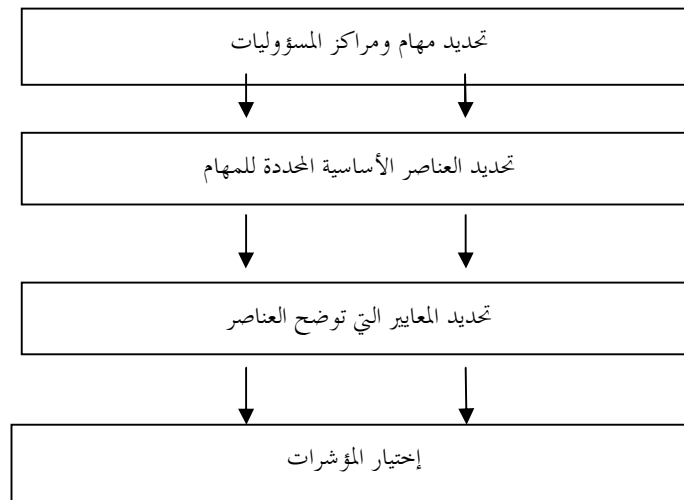 تحديد مهام ومراكز المسؤوليات
تحديد العناصر الأساسية المحددة للمهام
تحديد المعايير التي توضح العناصر
إختيار المؤشرات